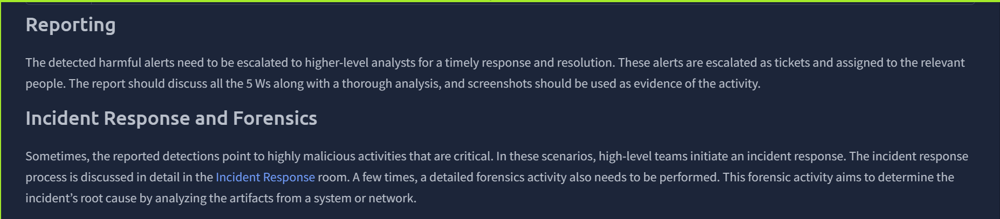 Reporting
The detected harmful alerts need to be escalated to higher-level analysts for a timely response and resolution. These alerts are escalated as tickets and assigned to the relevant
people. The report should discuss all the 5 Ws along with a thorough analysis, and screenshots should be used as evidence of the activity.
Incident Response and Forensics
Sometimes, the reported detections point to highly malicious activities that are critical. In these scenarios, high-level teams initiate an incident response. The incident response
process is discussed in detail in the Incident Response room. A few times, a detailed forensics activity also needs to be performed. This forensic activity aims to determine the
incident’s root cause by analyzing the artifacts from a system or network.